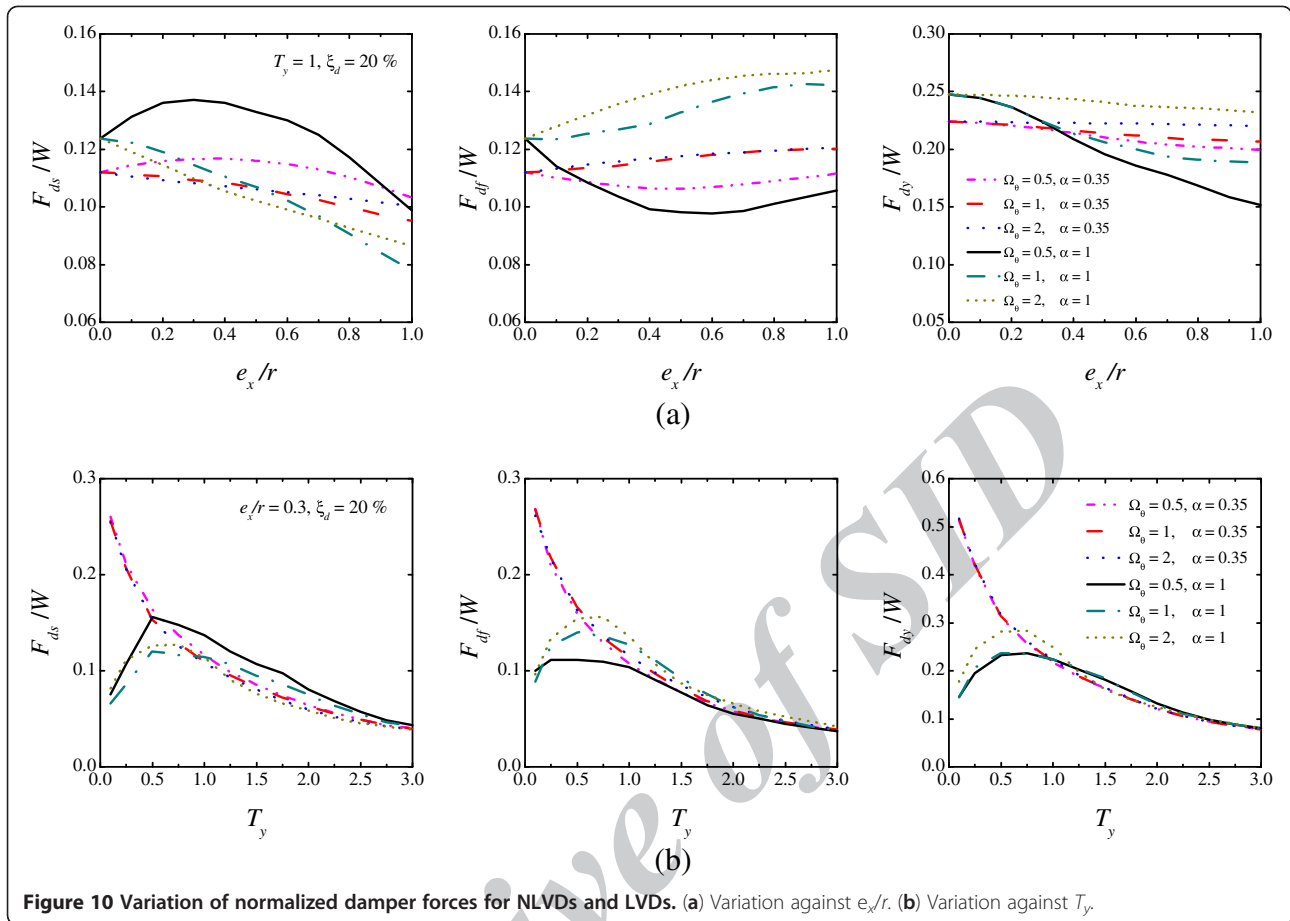 T_y = 1, ξ_d = 20 %
F_ds /W
0.16
0.14
0.12
0.10
0.08
0.06
0.0 0.2 0.4 0.6 0.8 1.0
e_x /r
F_df /W
0.16
0.14
0.12
0.10
0.08
0.06
0.0 0.2 0.4 0.6 0.8 1.0
e_x /r
F_dy /W
0.30
0.25
0.20
0.15
0.10
0.05
0.0 0.2 0.4 0.6 0.8 1.0
e_x /r
Ω_θ = 0.5, α = 0.35
Ω_θ = 1, α = 0.35
Ω_θ = 2, α = 0.35
Ω_θ = 0.5, α = 1
Ω_θ = 1, α = 1
Ω_θ = 2, α = 1
(a)
e_x/r = 0.3, ξ_d = 20 %
F_ds /W
0.3
0.2
0.1
0.0
0.0 0.5 1.0 1.5 2.0 2.5 3.0
T_y
F_df /W
0.3
0.2
0.1
0.0
0.0 0.5 1.0 1.5 2.0 2.5 3.0
T_y
F_dy /W
0.6
0.5
0.4
0.3
0.2
0.1
0.0
0.0 0.5 1.0 1.5 2.0 2.5 3.0
T_y
Ω_θ = 0.5, α = 0.35
Ω_θ = 1, α = 0.35
Ω_θ = 2, α = 0.35
Ω_θ = 0.5, α = 1
Ω_θ = 1, α = 1
Ω_θ = 2, α = 1
(b)
ive of SID
Figure 10 Variation of normalized damper forces for NLVDs and LVDs. (a) Variation against e_x/r. (b) Variation against T_y.